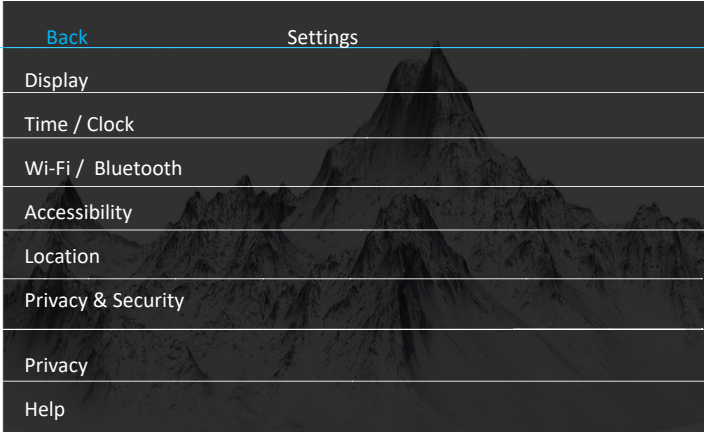 Back Settings
Display
Time / Clock
Wi-Fi / Bluetooth
Accessibility
Location
Privacy & Security
Privacy
Help